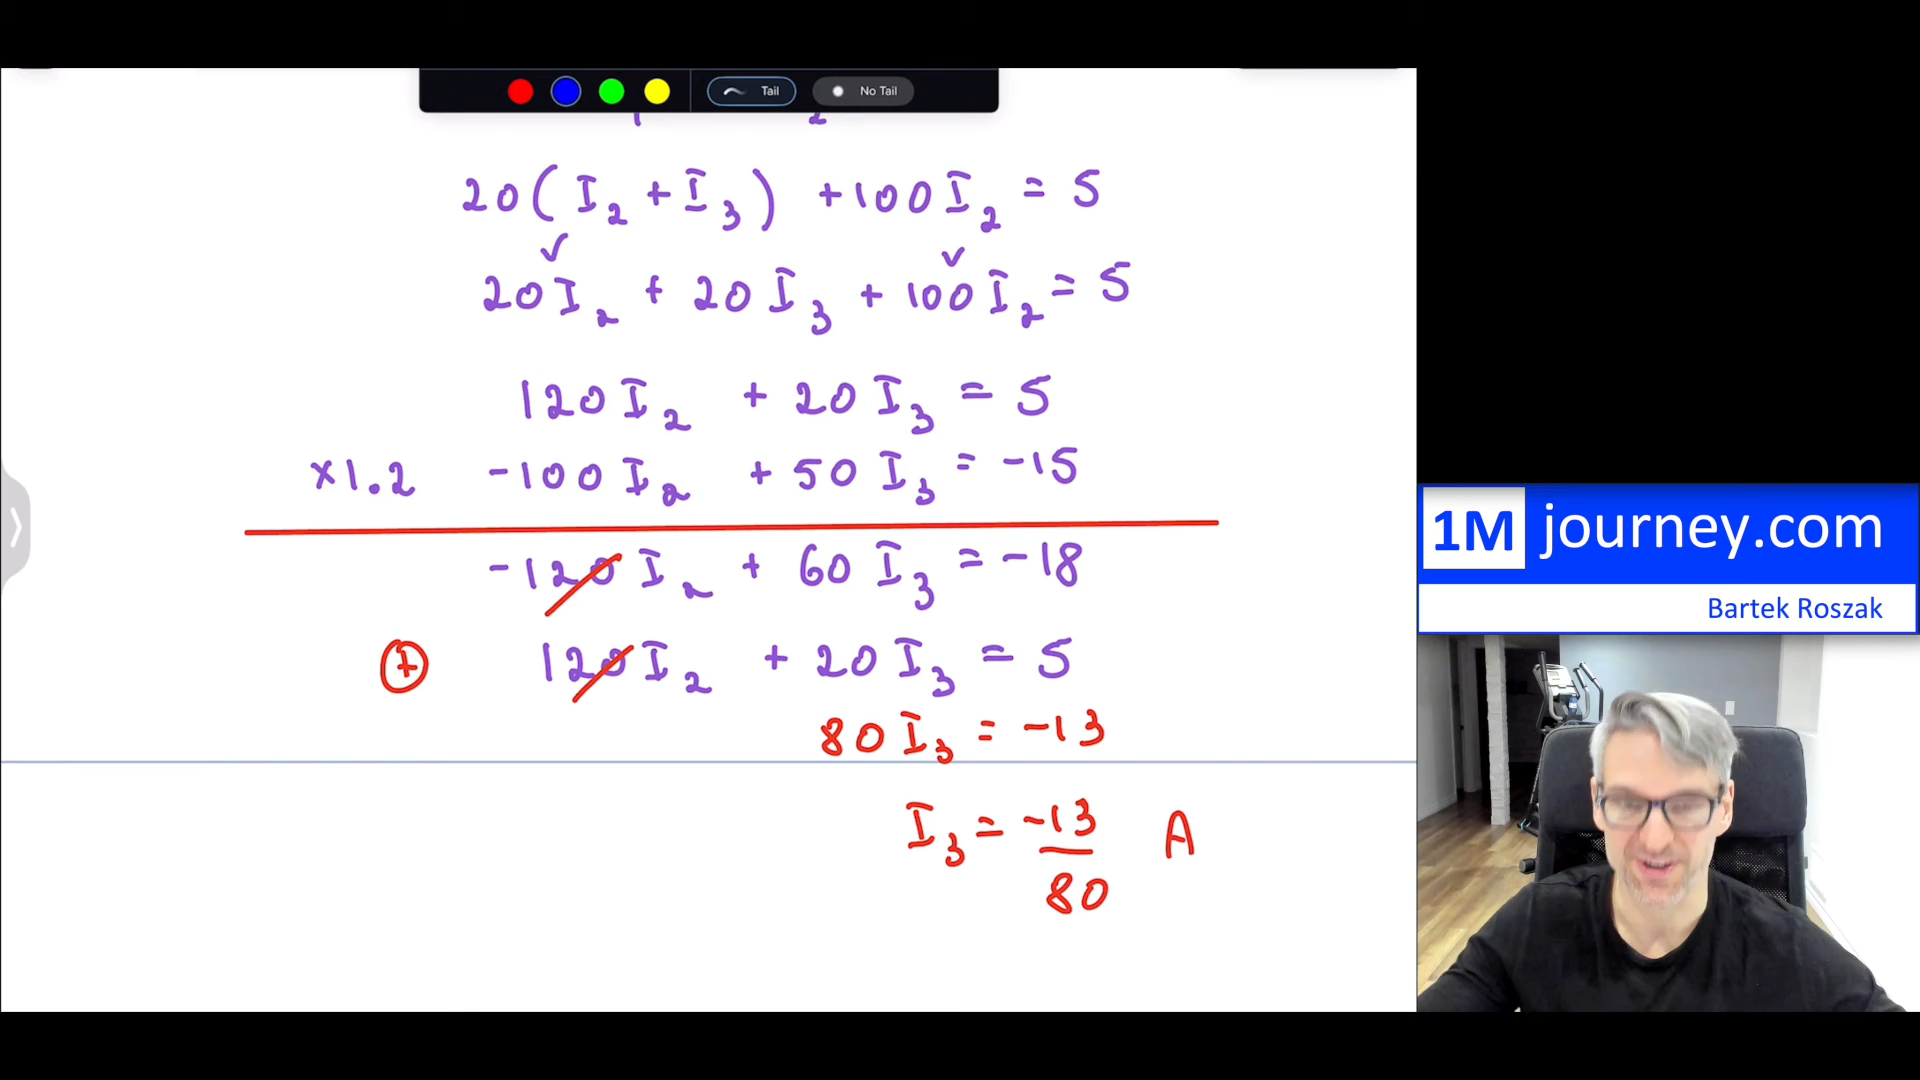 Tail No Tail
20(I₂ + I₃) + 100I₂ = 5
20I₂ + 20I₃ + 100I₂ = 5
120I₂ + 20I₃ = 5
×1.2 -100I₂ + 50I₃ = -15
-120I₂ + 60I₃ = -18
+ 120I₂ + 20I₃ = 5
80I₃ = -13
I₃ = -13/80 A
1M journey.com
Bartek Roszak